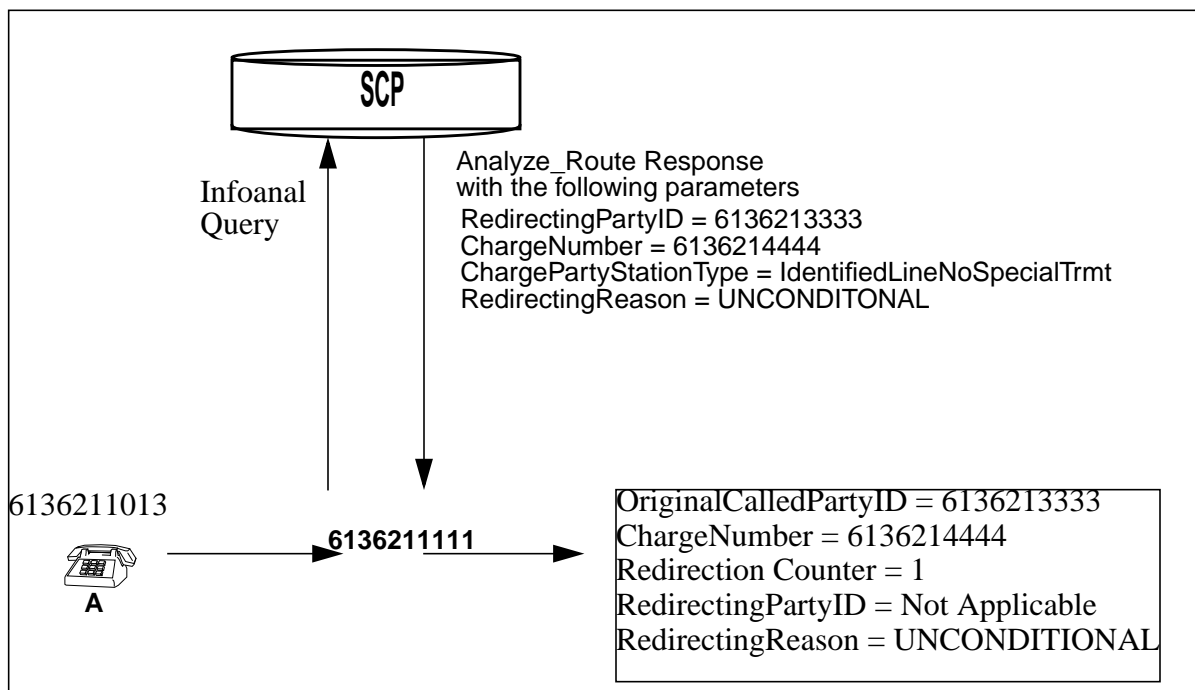 SCP
Infoanal
Query
Analyze_Route Response
with the following parameters
RedirectingPartyID = 6136213333
ChargeNumber = 6136214444
ChargePartyStationType = IdentifiedLineNoSpecialTrmt
RedirectingReason = UNCONDITONAL
6136211013
A
6136211111
OriginalCalledPartyID = 6136213333
ChargeNumber = 6136214444
Redirection Counter = 1
RedirectingPartyID = Not Applicable
RedirectingReason = UNCONDITIONAL